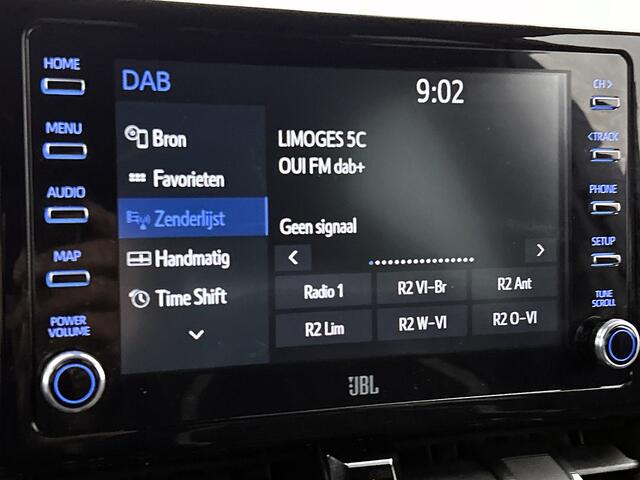 HOME
MENU
AUDIO
MAP
POWER
VOLUME
DAB
9:02
Bron
Favorieten
Zenderlijst
Handmatig
Time Shift
LIMOGES 5C
OUI FM dab+
Geen signaal
Radio 1
R2 Vl-Br
R2 Ant
R2 Lim
R2 W-Vl
R2 O-Vl
CH >
< TRACK
PHONE
SETUP
TUNE
SCROLL
JBL